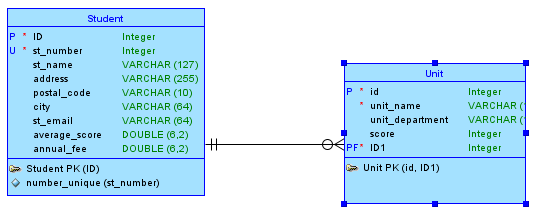 Student
P * ID Integer
U * st_number Integer
st_name VARCHAR (127)
address VARCHAR (255)
postal_code VARCHAR (10)
city VARCHAR (64)
st_email VARCHAR (64)
average_score DOUBLE (6,2)
annual_fee DOUBLE (6,2)
Student PK (ID)
number_unique (st_number)
Unit
P * id Integer
* unit_name VARCHAR (
unit_department VARCHAR (
score Integer
PF * ID1 Integer
Unit PK (id, ID1)